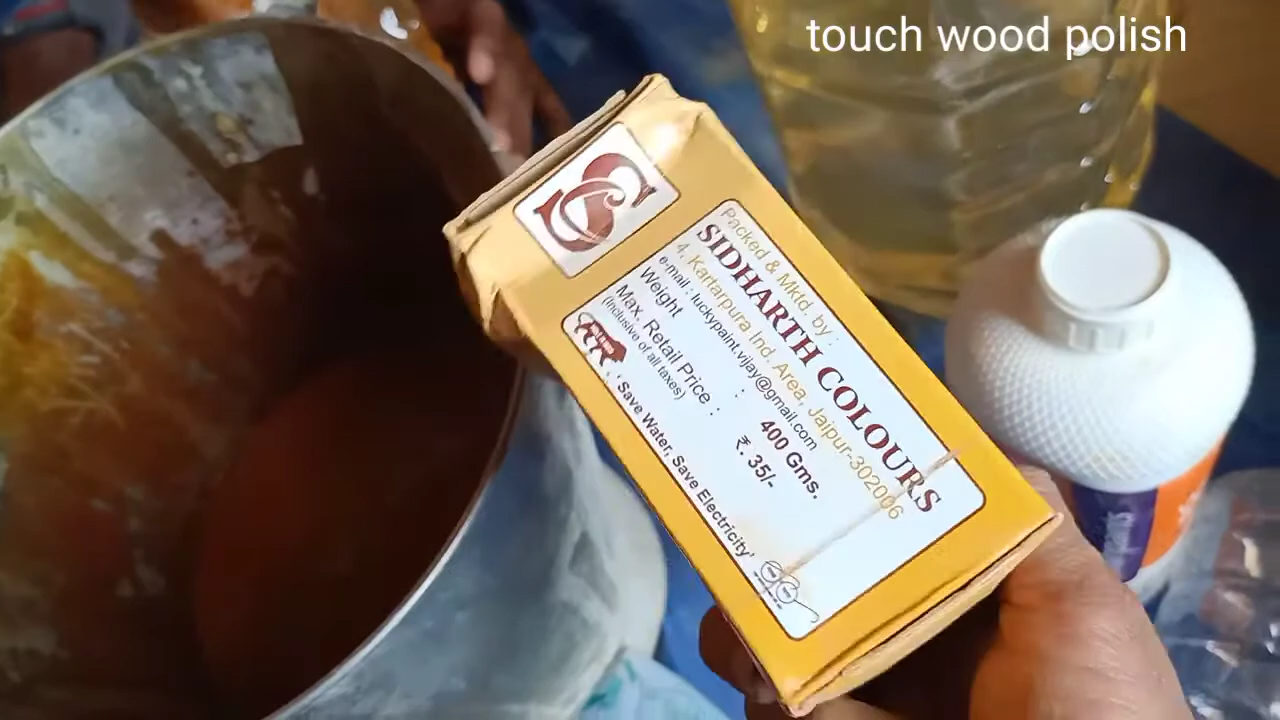 touch wood polish
SC
Packed & Mktd. by :
SIDHARTH COLOURS
4, Kartarpura Ind. Area, Jaipur-302006
e-mail : luckypaint.vijay@gmail.com
Weight : 400 Gms.
Max. Retail Price : ₹. 35/-
(Inclusive of all taxes)
'Save Water, Save Electricity'